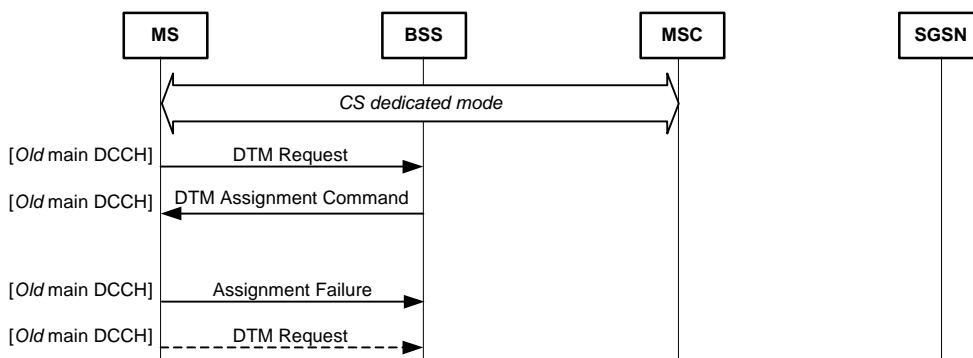 MS BSS MSC SGSN
CS dedicated mode
[Old main DCCH] DTM Request
[Old main DCCH] DTM Assignment Command
[Old main DCCH] Assignment Failure
[Old main DCCH] DTM Request